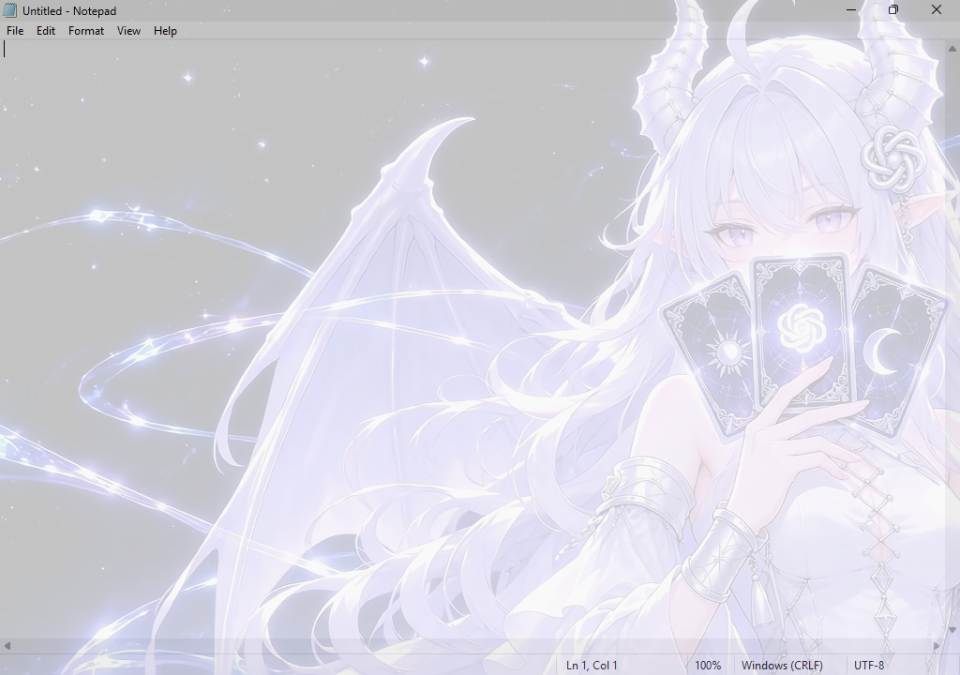 Untitled - Notepad
File Edit Format View Help
Ln 1, Col 1 100% Windows (CRLF) UTF-8